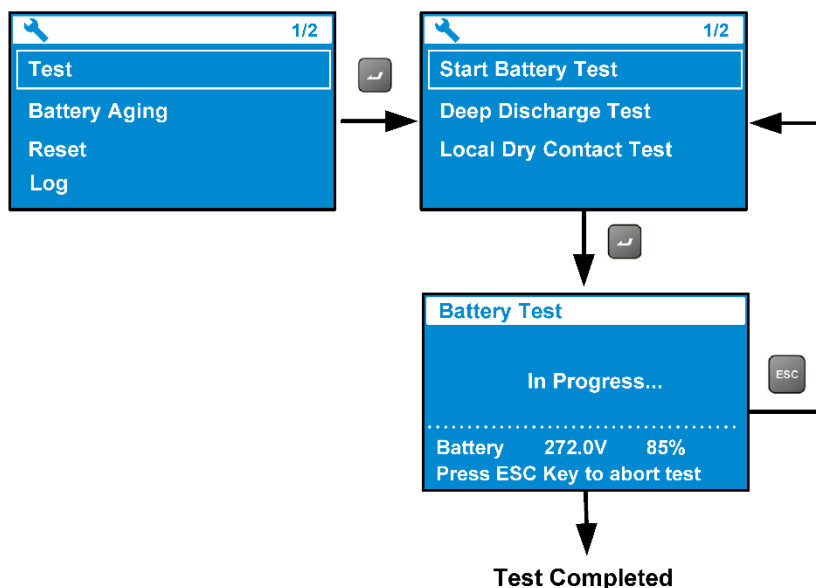 1/2
Test
Battery Aging
Reset
Log
1/2
Start Battery Test
Deep Discharge Test
Local Dry Contact Test
Battery Test
In Progress...
ESC
Battery 272.0V 85%
Press ESC Key to abort test
Test Completed